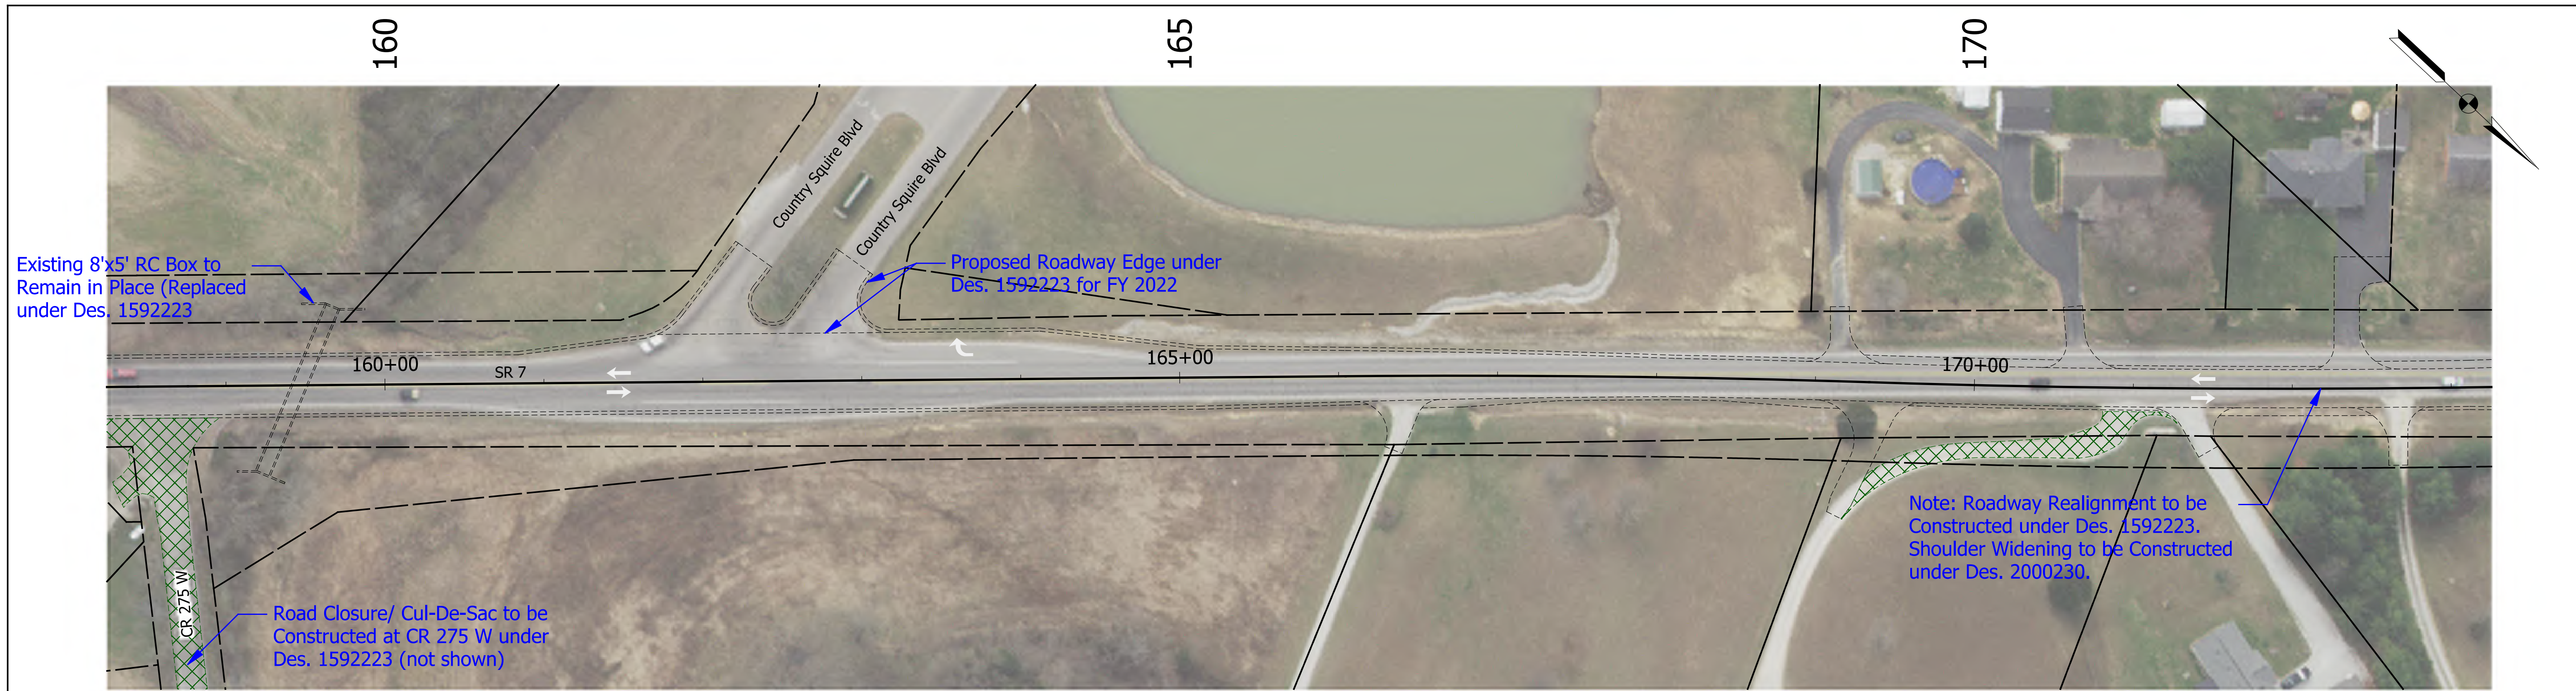 160
165
170
Country Squire Blvd
Country Squire Blvd
Existing 8'x5' RC Box to
Remain in Place (Replaced
under Des. 1592223
Proposed Roadway Edge under
Des. 1592223 for FY 2022
160+00
SR 7
165+00
170+00
Note: Roadway Realignment to be
Constructed under Des. 1592223.
Shoulder Widening to be Constructed
under Des. 2000230.
CR 275 W
Road Closure/ Cul-De-Sac to be
Constructed at CR 275 W under
Des. 1592223 (not shown)